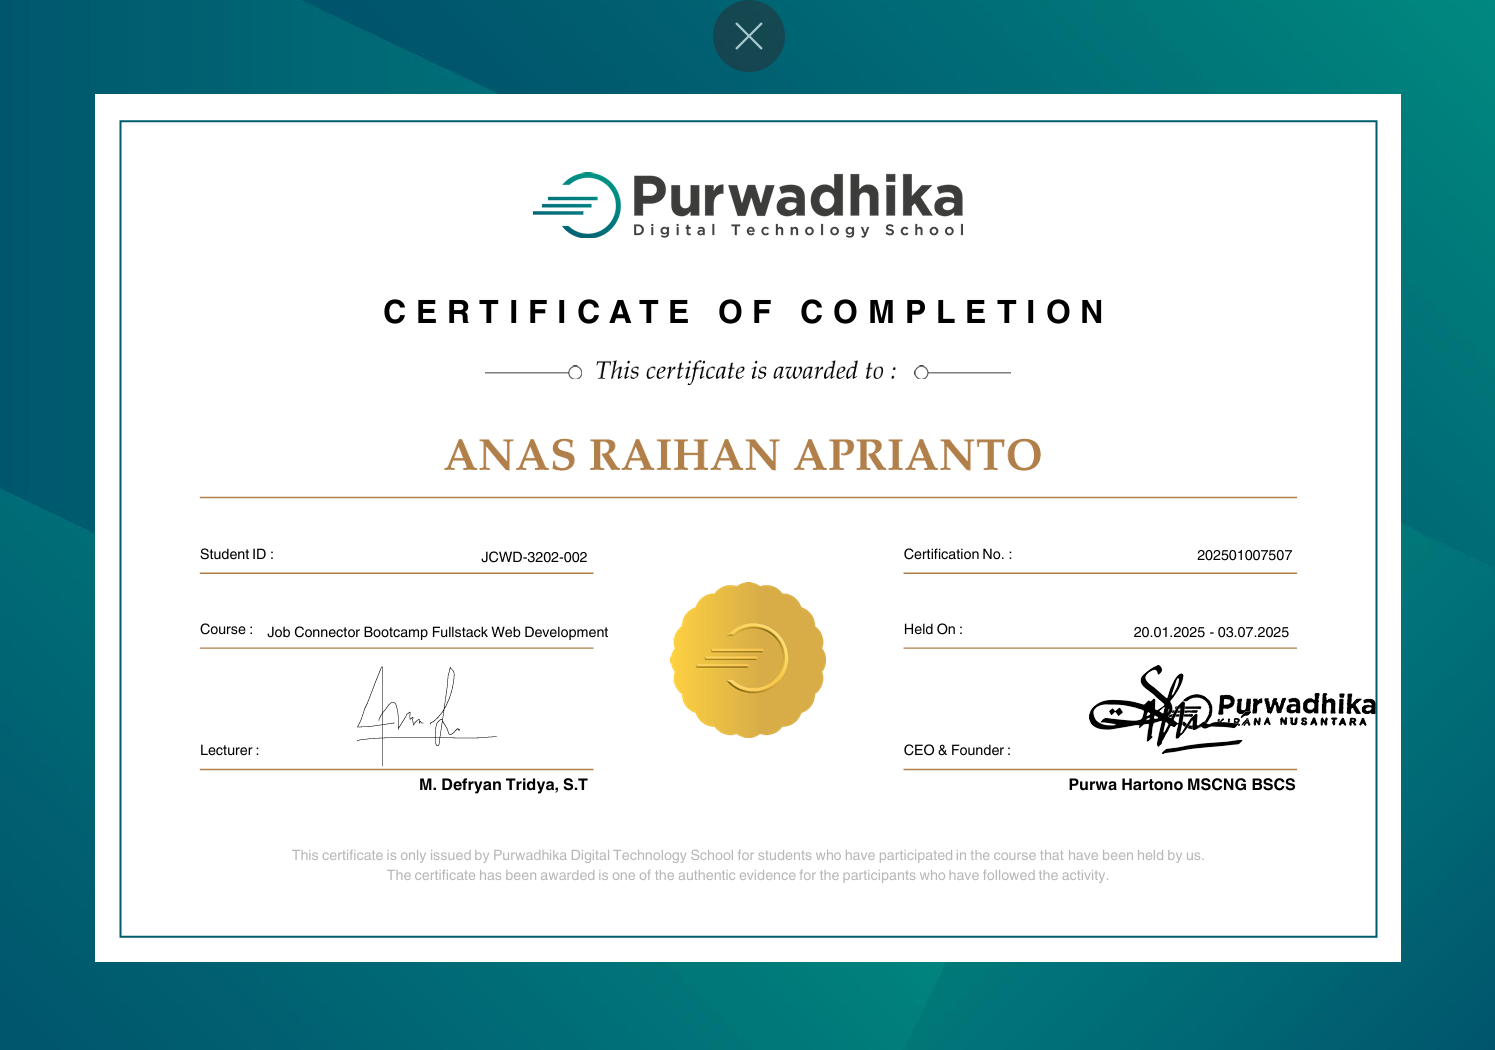 Purwadhika
Digital Technology School
CERTIFICATE OF COMPLETION
This certificate is awarded to :
ANAS RAIHAN APRIANTO
Student ID : JCWD-3202-002
Certification No. : 202501007507
Course : Job Connector Bootcamp Fullstack Web Development
Held On : 20.01.2025 - 03.07.2025
Purwadhika
KIRANA NUSANTARA
Lecturer :
CEO & Founder :
M. Defryan Tridya, S.T
Purwa Hartono MSCNG BSCS
This certificate is only issued by Purwadhika Digital Technology School for students who have participated in the course that have been held by us.
The certificate has been awarded is one of the authentic evidence for the participants who have followed the activity.